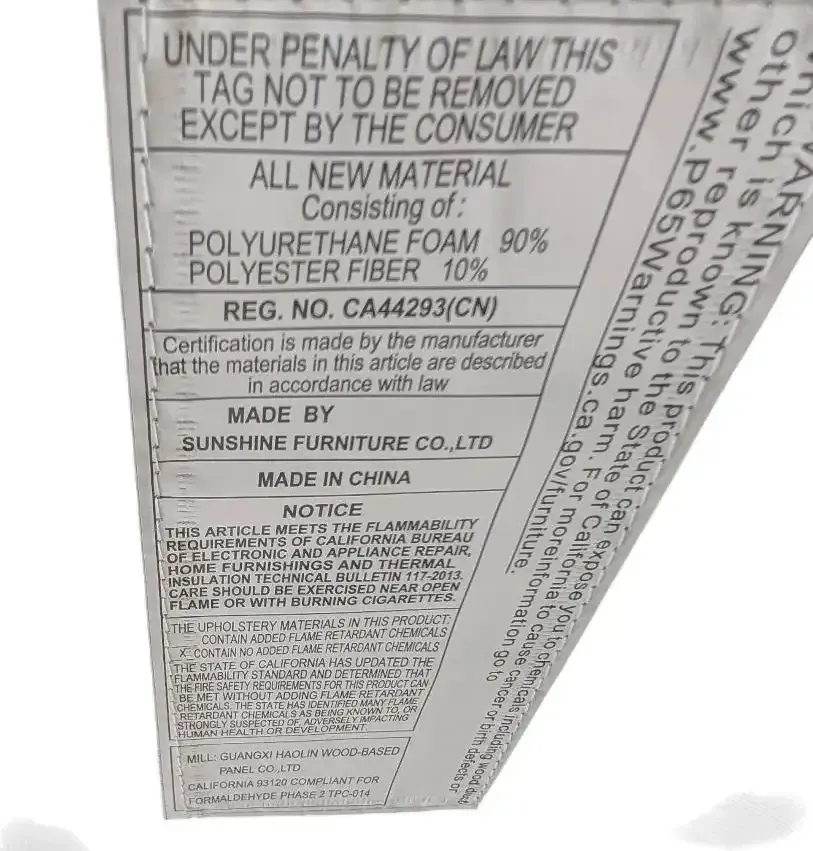 UNDER PENALTY OF LAW THIS
TAG NOT TO BE REMOVED
EXCEPT BY THE CONSUMER
ALL NEW MATERIAL
Consisting of:
POLYURETHANE FOAM 90%
POLYESTER FIBER 10%
REG. NO. CA44293(CN)
Certification is made by the manufacturer
that the materials in this article are described
in accordance with law
MADE BY
SUNSHINE FURNITURE CO.,LTD
MADE IN CHINA
NOTICE
THIS ARTICLE MEETS THE FLAMMABILITY
REQUIREMENTS OF CALIFORNIA BUREAU
OF ELECTRONIC AND APPLIANCE REPAIR,
HOME FURNISHINGS AND THERMAL
INSULATION TECHNICAL BULLETIN 117-2013.
CARE SHOULD BE EXERCISED NEAR OPEN
FLAME OR WITH BURNING CIGARETTES.
THE UPHOLSTERY MATERIALS IN THIS PRODUCT:
CONTAIN ADDED FLAME RETARDANT CHEMICALS
X CONTAIN NO ADDED FLAME RETARDANT CHEMICALS
THE STATE OF CALIFORNIA HAS UPDATED THE
FLAMMABILITY STANDARD AND DETERMINED THAT
THE FIRE SAFETY REQUIREMENTS FOR THIS PRODUCT CAN
BE MET WITHOUT ADDING FLAME RETARDANT
CHEMICALS. THE STATE HAS IDENTIFIED MANY FLAME
RETARDANT CHEMICALS AS BEING KNOWN TO, OR
STRONGLY SUSPECTED OF, ADVERSELY IMPACTING
HUMAN HEALTH OR DEVELOPMENT.
MILL: GUANGXI HAOLIN WOOD-BASED
PANEL CO.,LTD
CALIFORNIA 93120 COMPLIANT FOR
FORMALDEHYDE PHASE 2 TPC-014
WARNING: This product can expose you to chemicals including wood dust
which is known to the State of California to cause cancer or birth defects or
other reproductive harm. For moreinformation go to
www.p65Warnings.ca.gov/furniture.